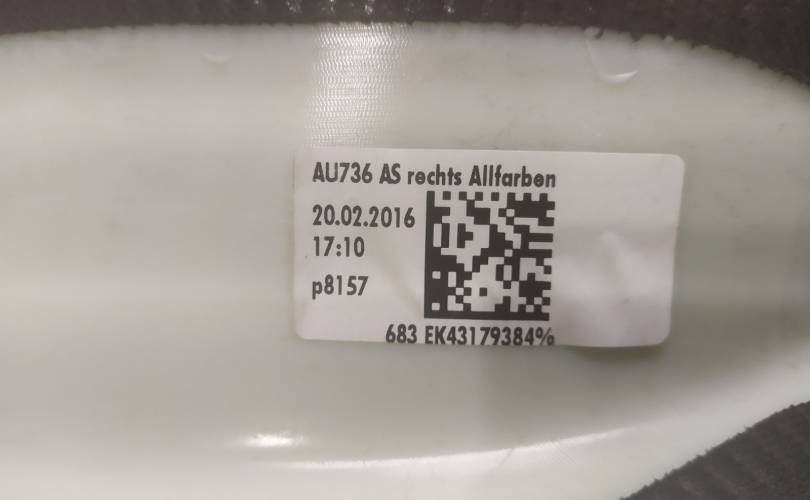 AU736 AS rechts Allfarben
20.02.2016
17:10
p8157
683 EK43179384%